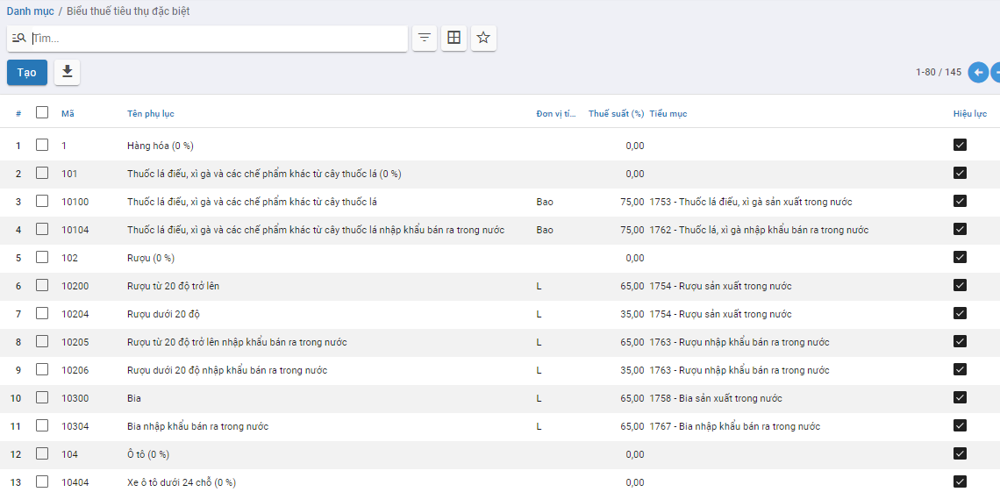 Danh mục / Biểu thuế tiêu thụ đặc biệt
Tìm...
Tạo
1-80 / 145
# Mã Tên phụ lục Đơn vị tí... Thuế suất (%) Tiểu mục Hiệu lực
1 1 Hàng hóa (0 %) 0,00
2 101 Thuốc lá điếu, xì gà và các chế phẩm khác từ cây thuốc lá (0 %) 0,00
3 10100 Thuốc lá điếu, xì gà và các chế phẩm khác từ cây thuốc lá Bao 75,00 1753 - Thuốc lá điếu, xì gà sản xuất trong nước
4 10104 Thuốc lá điếu, xì gà và các chế phẩm khác từ cây thuốc lá nhập khẩu bán ra trong nước Bao 75,00 1762 - Thuốc lá, xì gà nhập khẩu bán ra trong nước
5 102 Rượu (0 %) 0,00
6 10200 Rượu từ 20 độ trở lên L 65,00 1754 - Rượu sản xuất trong nước
7 10204 Rượu dưới 20 độ L 35,00 1754 - Rượu sản xuất trong nước
8 10205 Rượu từ 20 độ trở lên nhập khẩu bán ra trong nước L 65,00 1763 - Rượu nhập khẩu bán ra trong nước
9 10206 Rượu dưới 20 độ nhập khẩu bán ra trong nước L 35,00 1763 - Rượu nhập khẩu bán ra trong nước
10 10300 Bia L 65,00 1758 - Bia sản xuất trong nước
11 10304 Bia nhập khẩu bán ra trong nước L 65,00 1767 - Bia nhập khẩu bán ra trong nước
12 104 Ô tô (0 %) 0,00
13 10404 Xe ô tô dưới 24 chỗ (0 %) 0,00